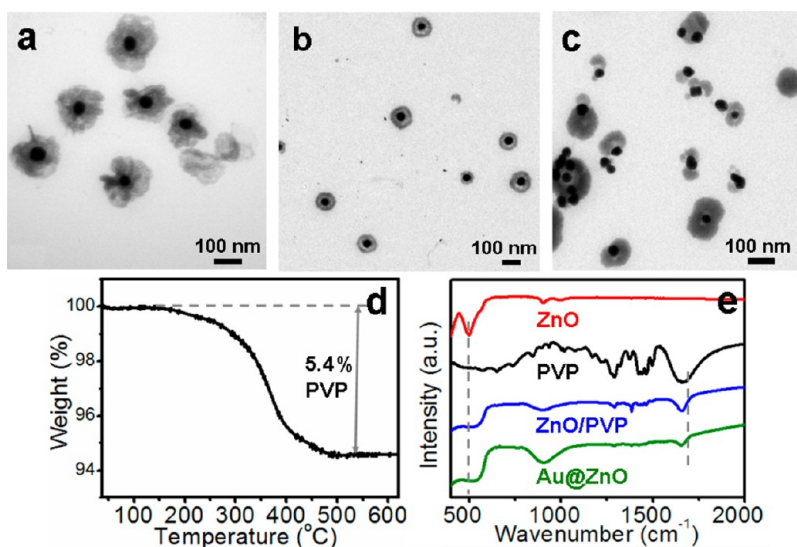 a
100 nm
b
100 nm
c
100 nm
d
100
98
96
94
Weight (%)
5.4%
PVP
0
100
200
300
400
500
600
Temperature (°C)
e
ZnO
PVP
ZnO/PVP
Au@ZnO
Intensity (a.u.)
500
1000
1500
2000
Wavenumber (cm⁻¹)